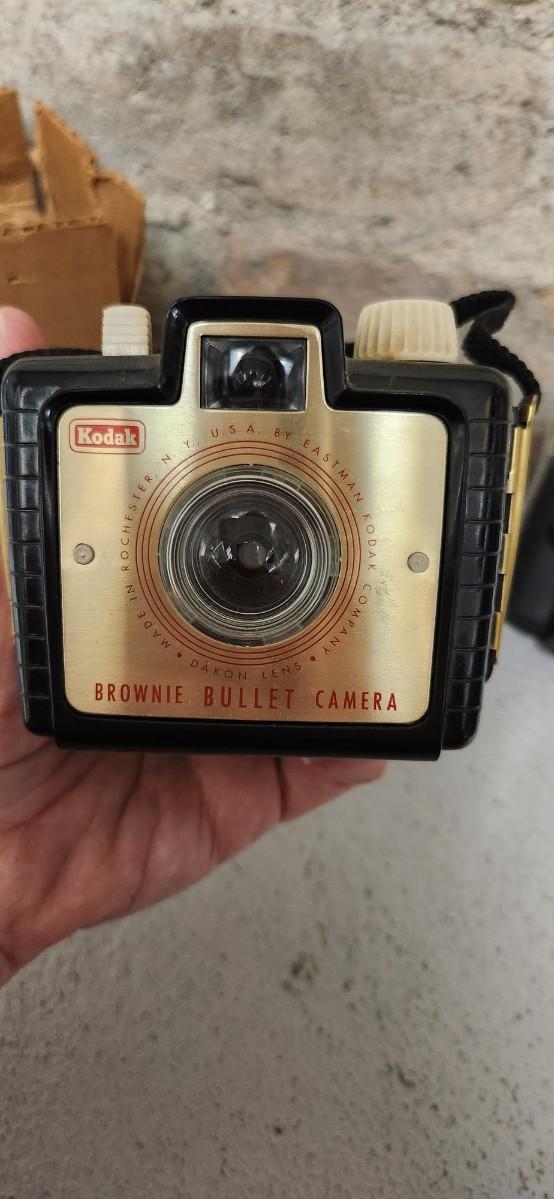 Kodak
MADE IN ROCHESTER, N.Y., U.S.A. BY EASTMAN KODAK COMPANY
• DAKON LENS •
BROWNIE BULLET CAMERA